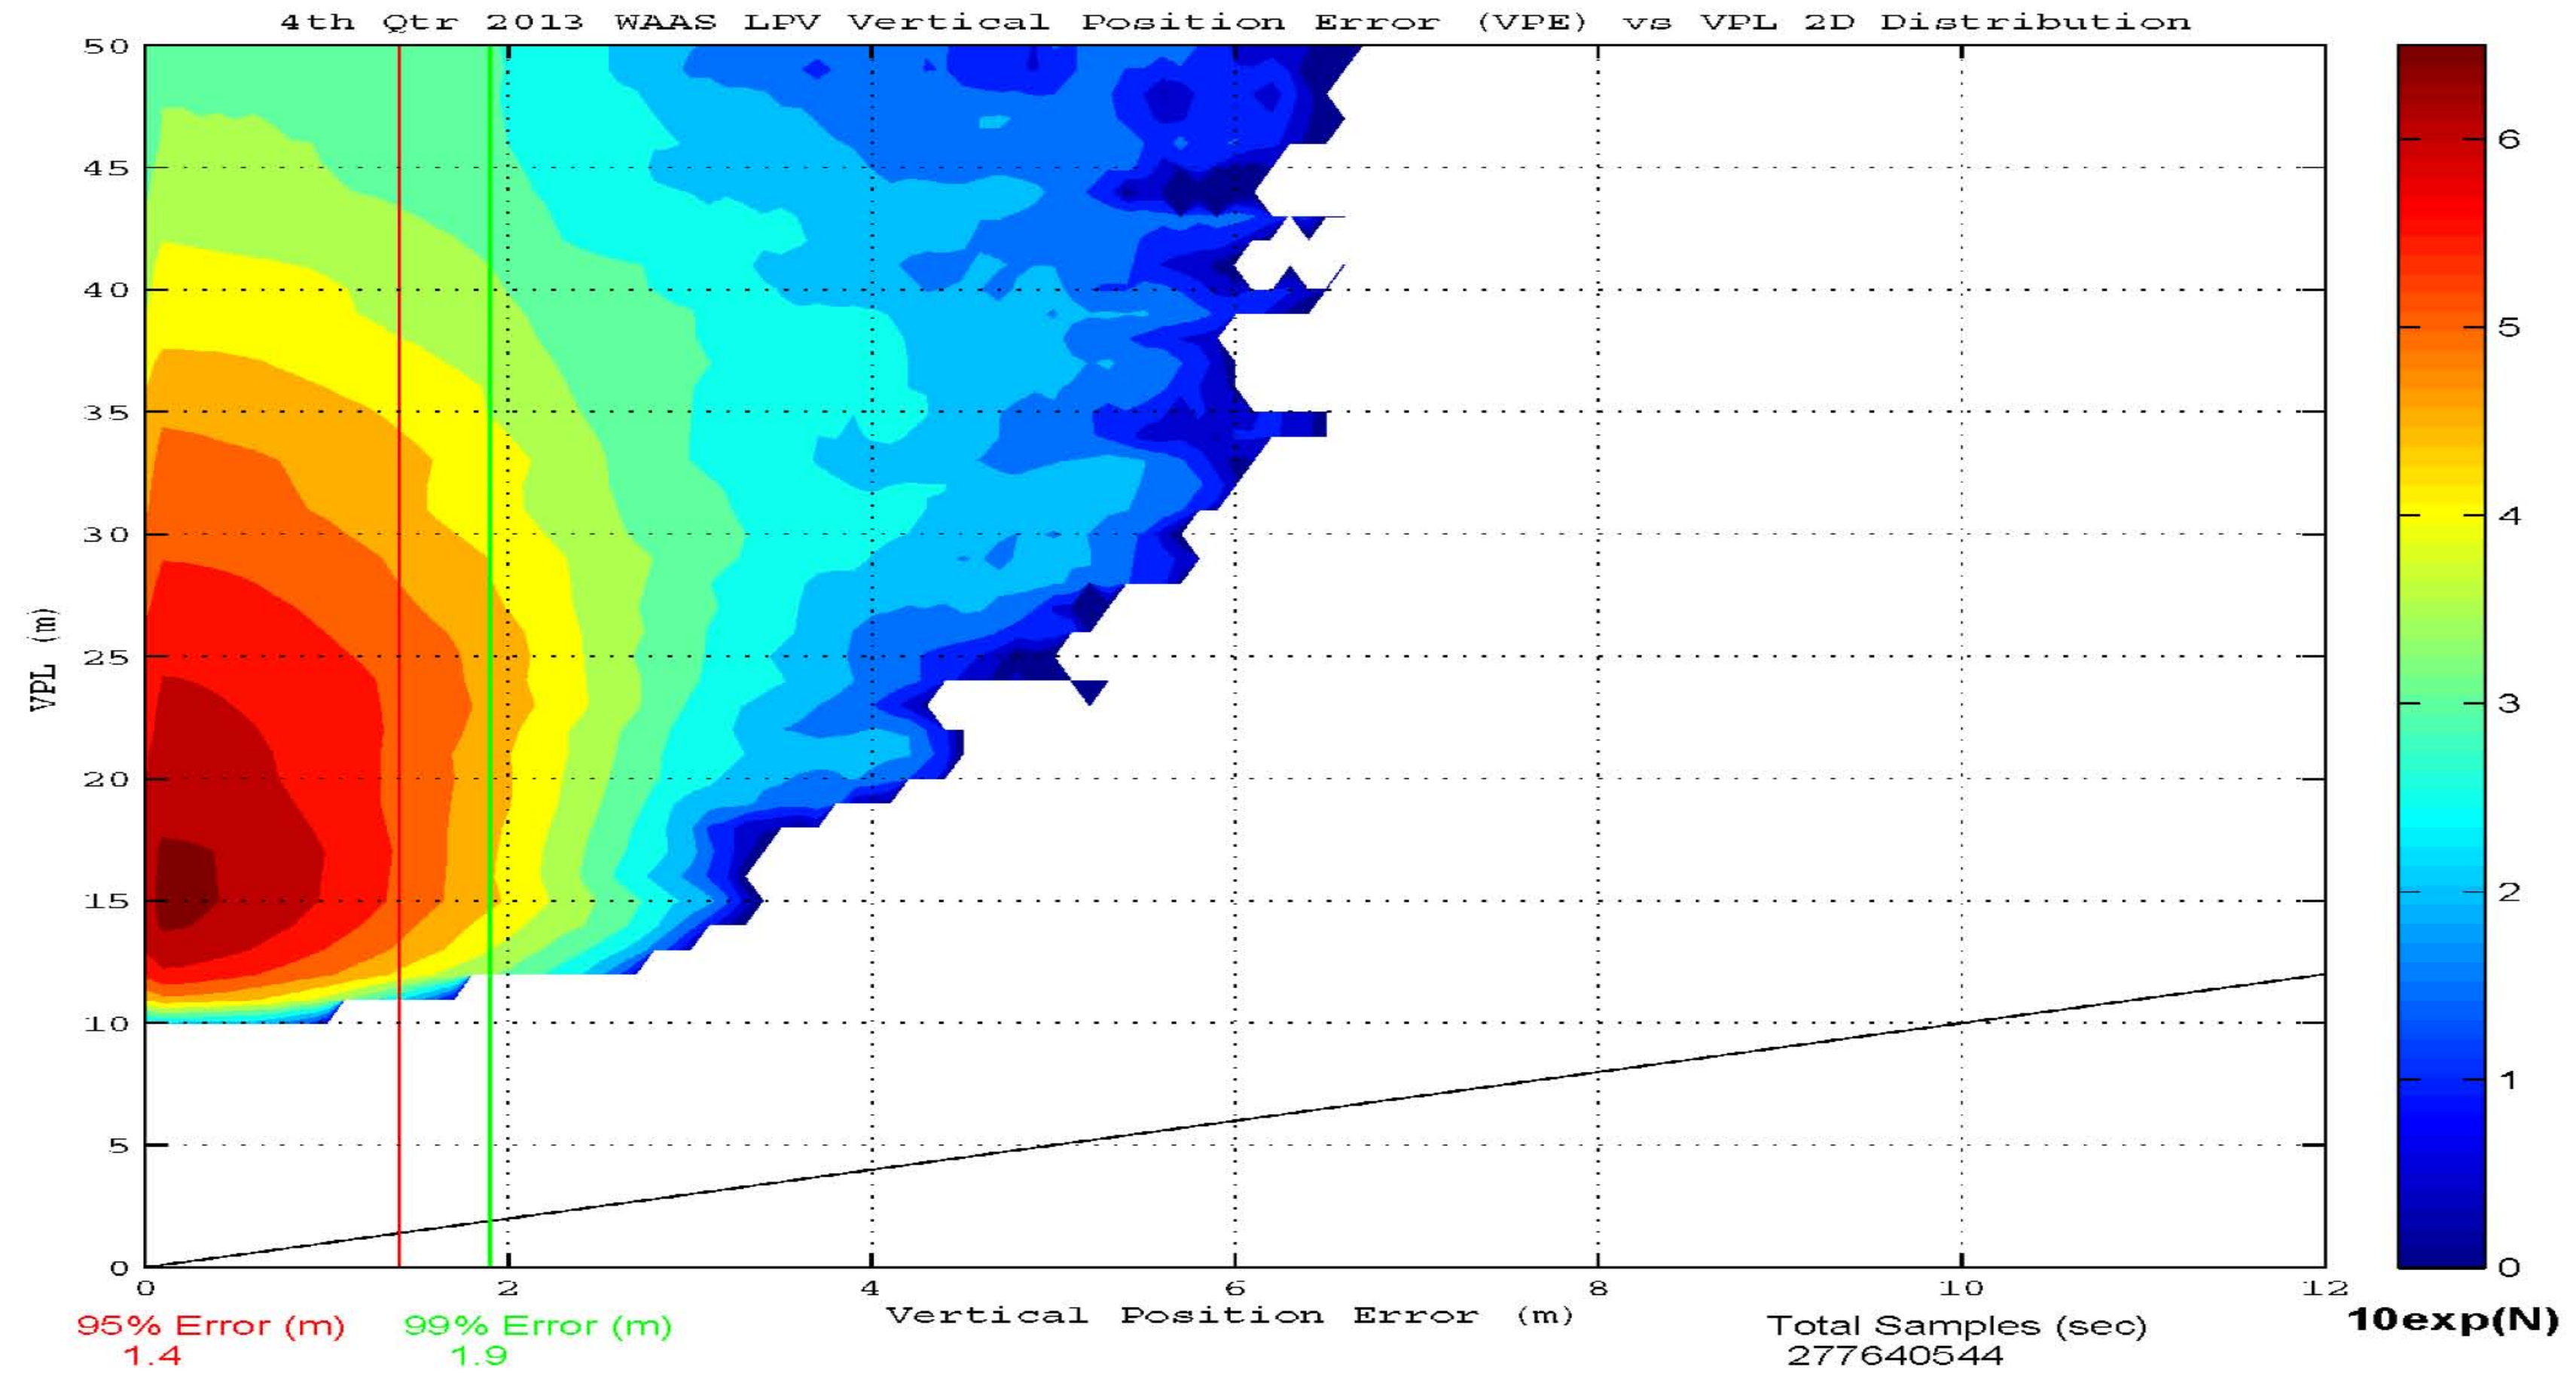 4th Qtr 2013 WAAS LPV Vertical Position Error (VPE) vs VPL 2D Distribution
50
45
40
35
30
25
20
15
10
5
0
VPL (m)
0 2 4 6 8 10 12
Vertical Position Error (m)
95% Error (m)
1.4
99% Error (m)
1.9
Total Samples (sec)
277640544
6
5
4
3
2
1
0
10exp(N)